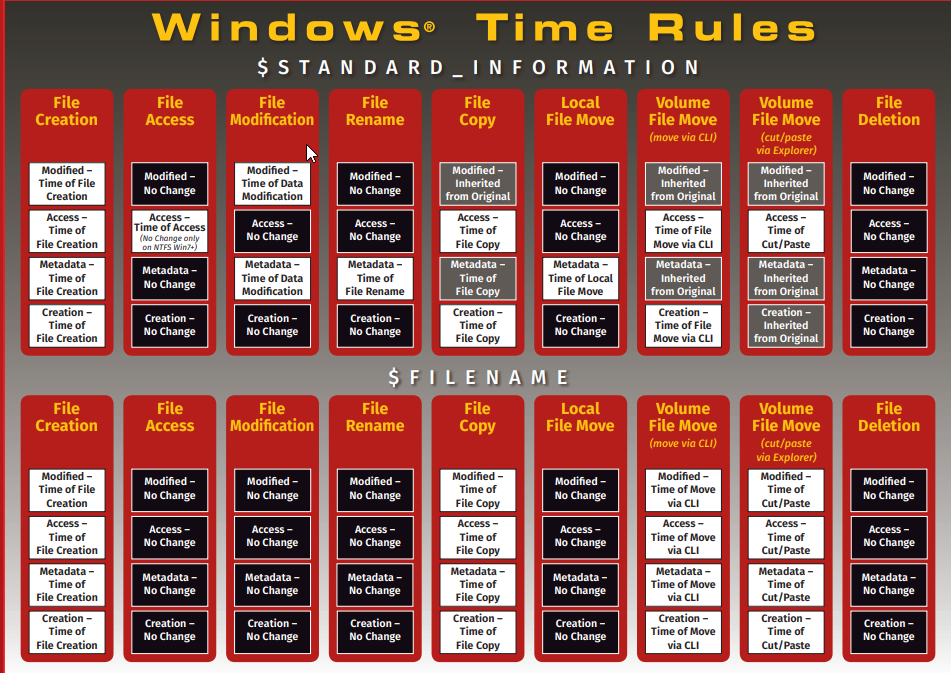 Windows® Time Rules
$STANDARD_INFORMATION
File
Creation
Modified –
Time of File
Creation
Access –
Time of
File Creation
Metadata –
Time of
File Creation
Creation –
Time of
File Creation
File
Access
Modified –
No Change
Access –
Time of Access
(No Change only
on NTFS Win7+)
Metadata –
No Change
Creation –
No Change
File
Modification
Modified –
Time of Data
Modification
Access –
No Change
Metadata –
Time of Data
Modification
Creation –
No Change
File
Rename
Modified –
No Change
Access –
No Change
Metadata –
Time of
File Rename
Creation –
No Change
File
Copy
Modified –
Inherited
from Original
Access –
Time of
File Copy
Metadata –
Time of
File Copy
Creation –
Time of
File Copy
Local
File Move
Modified –
No Change
Access –
No Change
Metadata –
Time of Local
File Move
Creation –
No Change
Volume
File Move
(move via CLI)
Modified –
Inherited
from Original
Access –
Time of File
Move via CLI
Metadata –
Inherited
from Original
Creation –
Time of File
Move via CLI
Volume
File Move
(cut/paste
via Explorer)
Modified –
Inherited
from Original
Access –
Time of
Cut/Paste
Metadata –
Inherited
from Original
Creation –
Inherited
from Original
File
Deletion
Modified –
No Change
Access –
No Change
Metadata –
No Change
Creation –
No Change
$FILENAME
File
Creation
Modified –
Time of File
Creation
Access –
Time of
File Creation
Metadata –
Time of
File Creation
Creation –
Time of
File Creation
File
Access
Modified –
No Change
Access –
No Change
Metadata –
No Change
Creation –
No Change
File
Modification
Modified –
No Change
Access –
No Change
Metadata –
No Change
Creation –
No Change
File
Rename
Modified –
No Change
Access –
No Change
Metadata –
No Change
Creation –
No Change
File
Copy
Modified –
Time of
File Copy
Access –
Time of
File Copy
Metadata –
Time of
File Copy
Creation –
Time of
File Copy
Local
File Move
Modified –
No Change
Access –
No Change
Metadata –
No Change
Creation –
No Change
Volume
File Move
(move via CLI)
Modified –
Time of Move
via CLI
Access –
Time of Move
via CLI
Metadata –
Time of Move
via CLI
Creation –
Time of Move
via CLI
Volume
File Move
(cut/paste
via Explorer)
Modified –
Time of
Cut/Paste
Access –
Time of
Cut/Paste
Metadata –
Time of
Cut/Paste
Creation –
Time of
Cut/Paste
File
Deletion
Modified –
No Change
Access –
No Change
Metadata –
No Change
Creation –
No Change